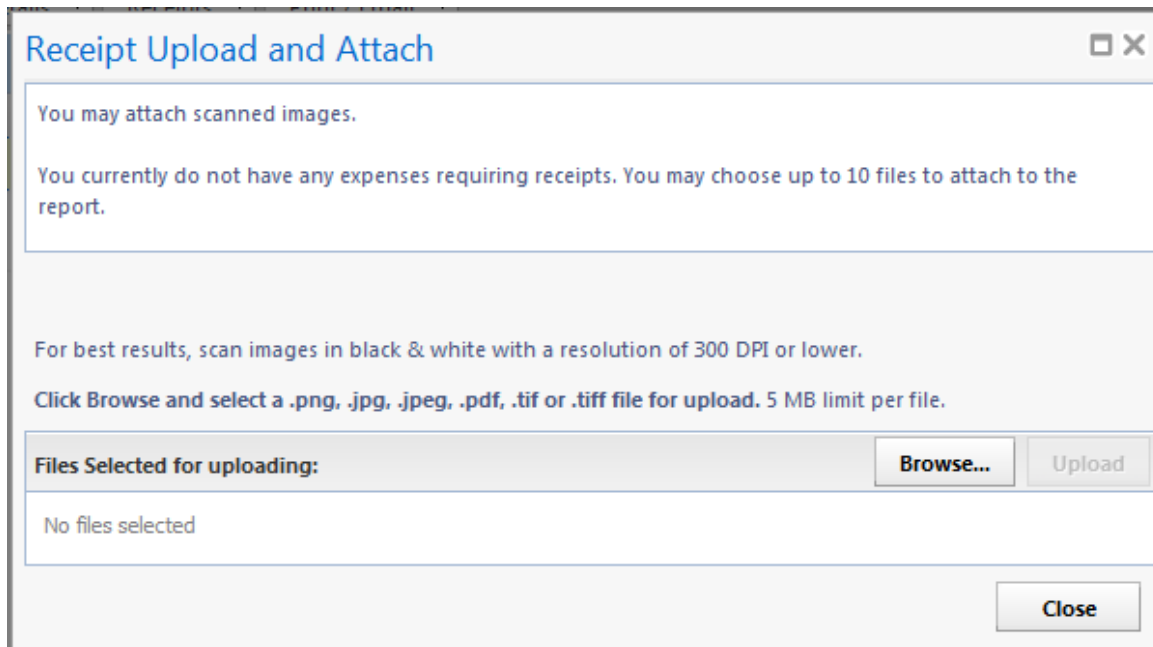 Receipt Upload and Attach
You may attach scanned images.
You currently do not have any expenses requiring receipts. You may choose up to 10 files to attach to the
report.
For best results, scan images in black & white with a resolution of 300 DPI or lower.
Click Browse and select a .png, .jpg, .jpeg, .pdf, .tif or .tiff file for upload. 5 MB limit per file.
Files Selected for uploading:
Browse...
Upload
No files selected
Close